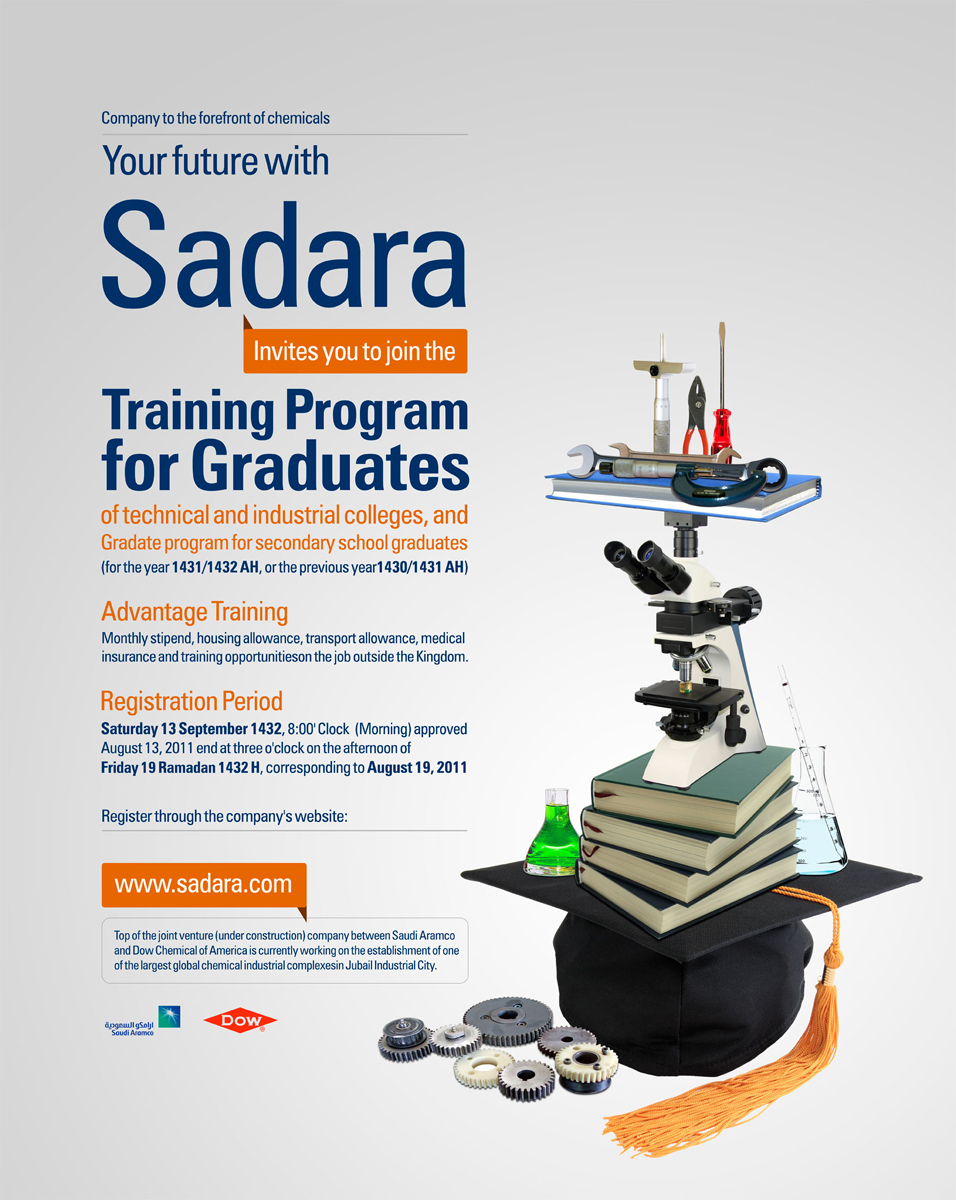 Company to the forefront of chemicals
Your future with
Sadara
Invites you to join the
Training Program
for Graduates
of technical and industrial colleges, and
Gradate program for secondary school graduates
(for the year 1431/1432 AH, or the previous year1430/1431 AH)
Advantage Training
Monthly stipend, housing allowance, transport allowance, medical
insurance and training opportunitieson the job outside the Kingdom.
Registration Period
Saturday 13 September 1432, 8:00' Clock (Morning) approved
August 13, 2011 end at three o'clock on the afternoon of
Friday 19 Ramadan 1432 H, corresponding to August 19, 2011
Register through the company's website:
www.sadara.com
Top of the joint venture (under construction) company between Saudi Aramco
and Dow Chemical of America is currently working on the establishment of one
of the largest global chemical industrial complexesin Jubail Industrial City.
أرامكو السعودية
Saudi Aramco
Dow